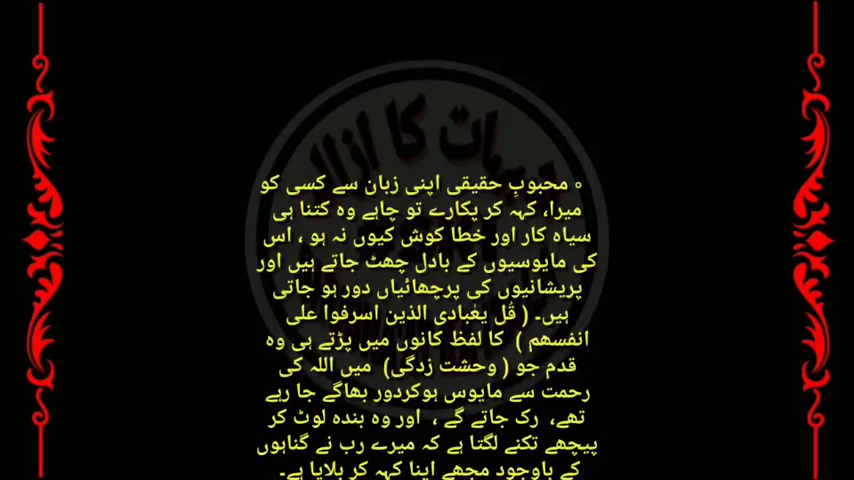 ◦ محبوبِ حقیقی اپنی زبان سے کسی کو
میرا، کہہ کر پکارے تو چاہے وہ کتنا ہی
سیاہ کار اور خطا کوش کیوں نہ ہو ، اس
کی مایوسیوں کے بادل چھٹ جاتے ہیں اور
پریشانیوں کی پرچھائیاں دور ہو جاتی
ہیں۔ ( قُل یعٰبادی الذین اسرفوا علی
انفسھم ) کا لفظ کانوں میں پڑتے ہی وہ
قدم جو ( وحشت زدگی) میں اللہ کی
رحمت سے مایوس ہوکردور بھاگے جا رہے
تھے، رک جاتے گے ، اور وہ بندہ لوٹ کر
پیچھے تکنے لگتا ہے کہ میرے رب نے گناہوں
کے باوجود مجھے اپنا کہہ کر بلایا ہے۔
کا ازالہ